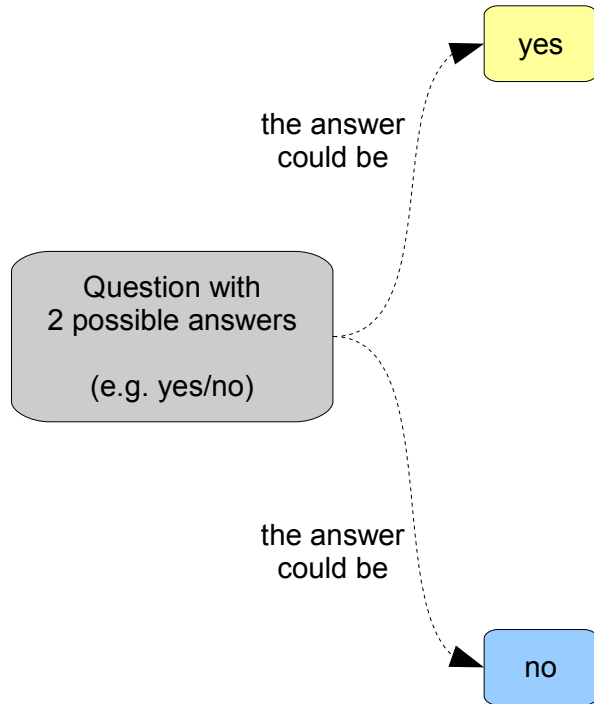 yes
the answer
could be
Question with
2 possible answers
(e.g. yes/no)
the answer
could be
no